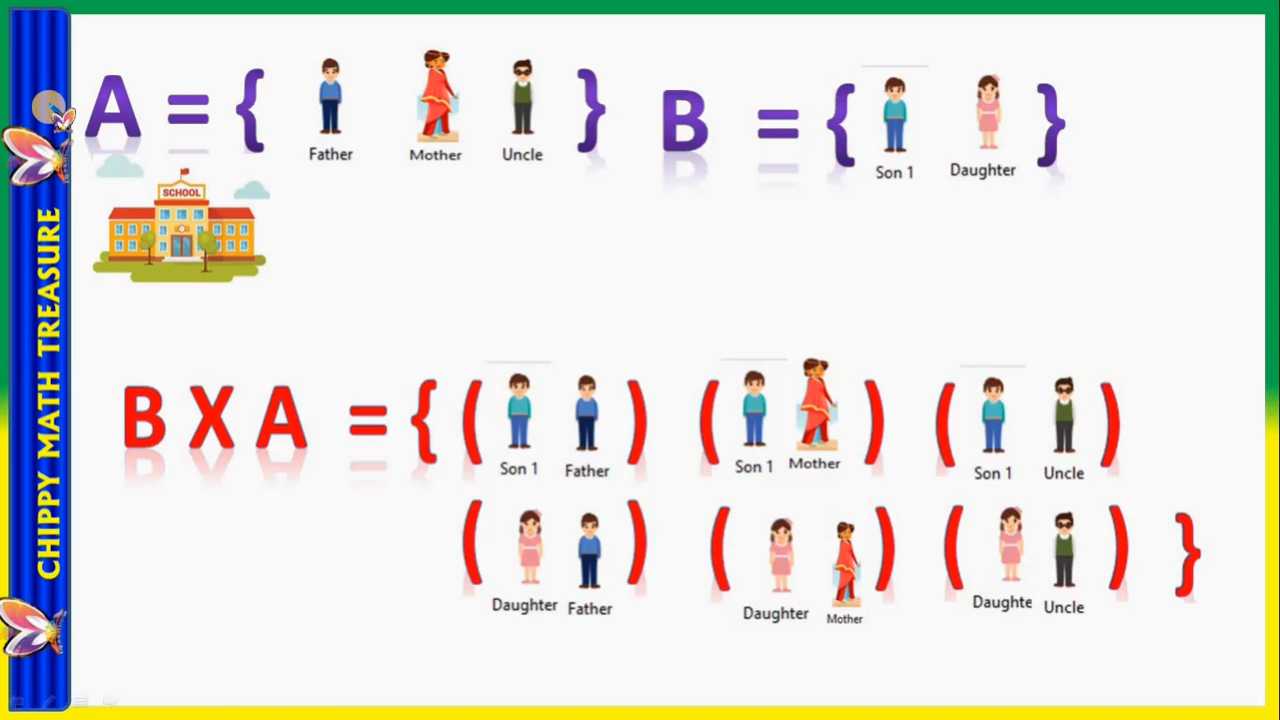 CHIPPY MATH TREASURE
A = { } B = { }
Father Mother Uncle Son 1 Daughter
SCHOOL
B X A = { ( ) ( ) ( )
Son 1 Father Son 1 Mother Son 1 Uncle
( ) ( ) ( ) }
Daughter Father Daughter Mother Daughte Uncle